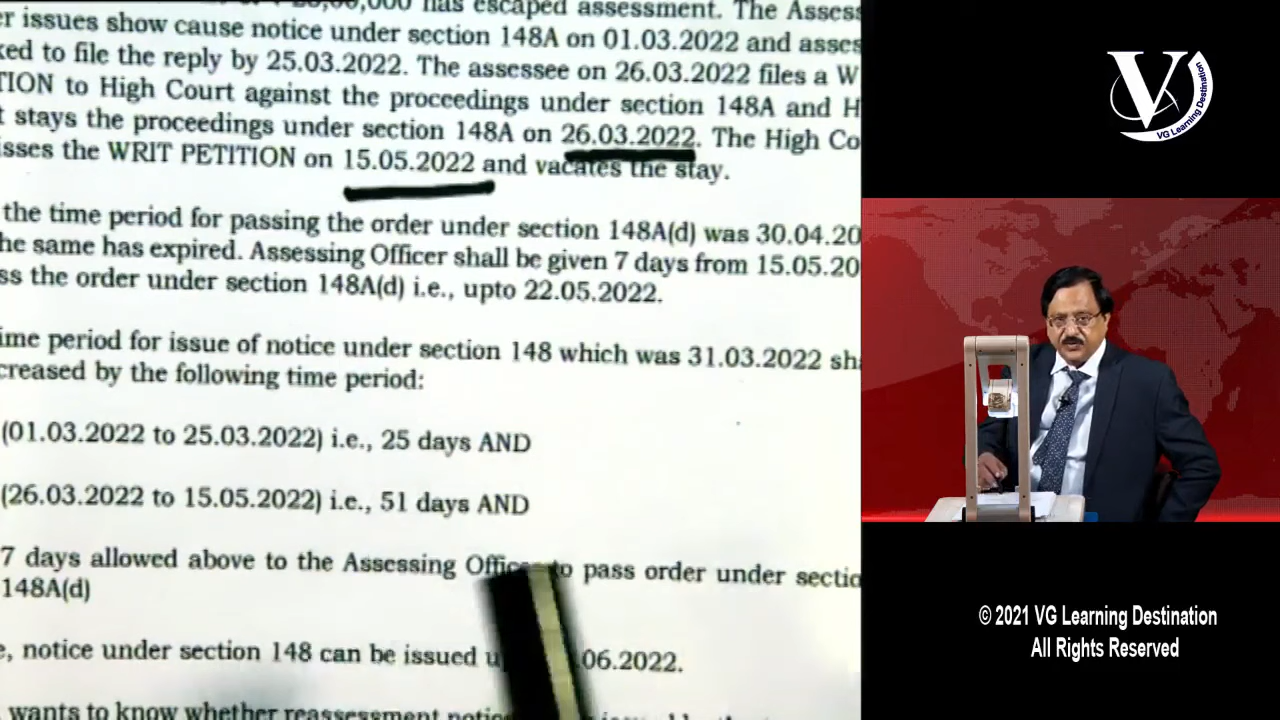 ,000 has escaped assessment. The Assess
er issues show cause notice under section 148A on 01.03.2022 and asses
ked to file the reply by 25.03.2022. The assessee on 26.03.2022 files a W
TION to High Court against the proceedings under section 148A and H
t stays the proceedings under section 148A on 26.03.2022. The High Co
isses the WRIT PETITION on 15.05.2022 and vacates the stay.
the time period for passing the order under section 148A(d) was 30.04.20
he same has expired. Assessing Officer shall be given 7 days from 15.05.20
ss the order under section 148A(d) i.e., upto 22.05.2022.
ime period for issue of notice under section 148 which was 31.03.2022 sha
creased by the following time period:
(01.03.2022 to 25.03.2022) i.e., 25 days AND
(26.03.2022 to 15.05.2022) i.e., 51 days AND
7 days allowed above to the Assessing to pass order under sectio
148A(d)
e, notice under section 148 can be issued 06.2022.
wants to know whether reassessment
V
VG Learning Destination
© 2021 VG Learning Destination
All Rights Reserved